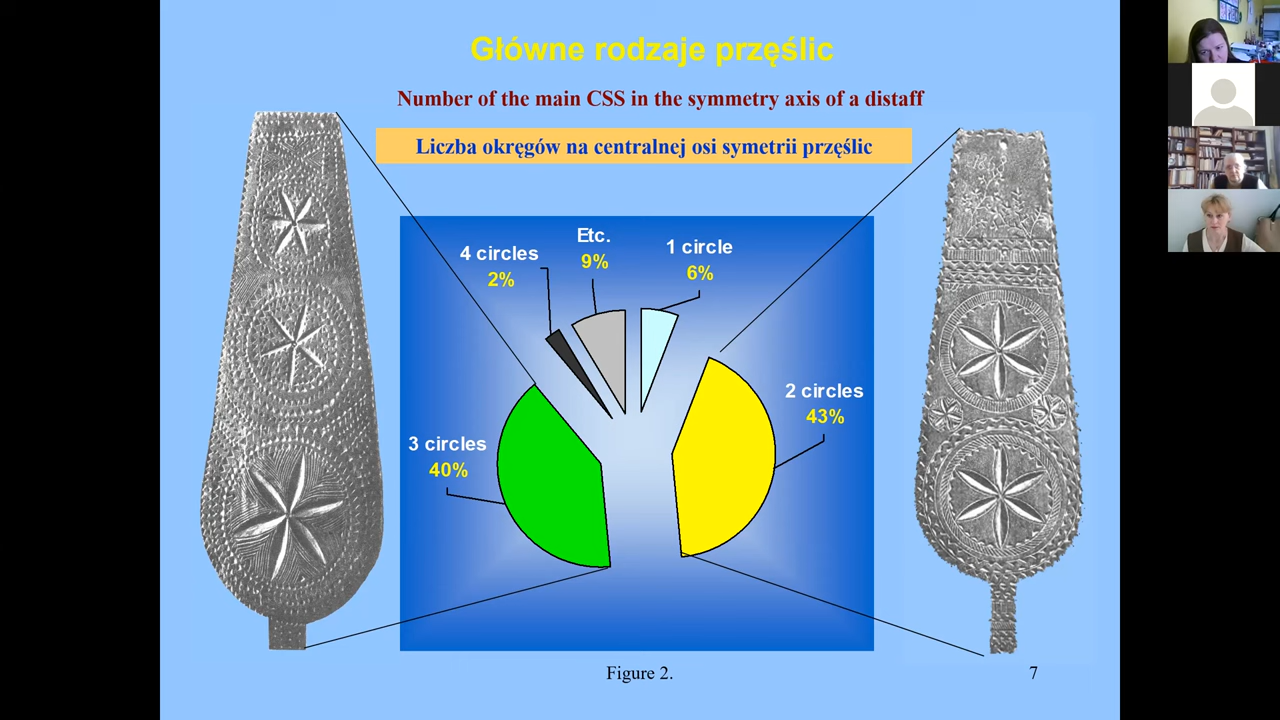 Główne rodzaje przęślic
Number of the main CSS in the symmetry axis of a distaff
Liczba okręgów na centralnej osi symetrii przęślic
Etc.
9%
1 circle
6%
4 circles
2%
2 circles
43%
3 circles
40%
Figure 2.
7